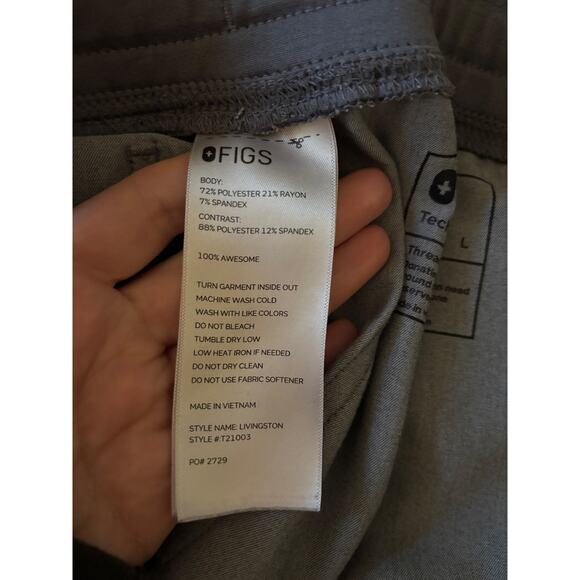 FIGS
BODY:
72% POLYESTER 21% RAYON
7% SPANDEX
CONTRAST:
88% POLYESTER 12% SPANDEX
100% AWESOME
TURN GARMENT INSIDE OUT
MACHINE WASH COLD
WASH WITH LIKE COLORS
DO NOT BLEACH
TUMBLE DRY LOW
LOW HEAT IRON IF NEEDED
DO NOT DRY CLEAN
DO NOT USE FABRIC SOFTENER
MADE IN VIETNAM
STYLE NAME: LIVINGSTON
STYLE #:T21003
PO# 2729
L
need